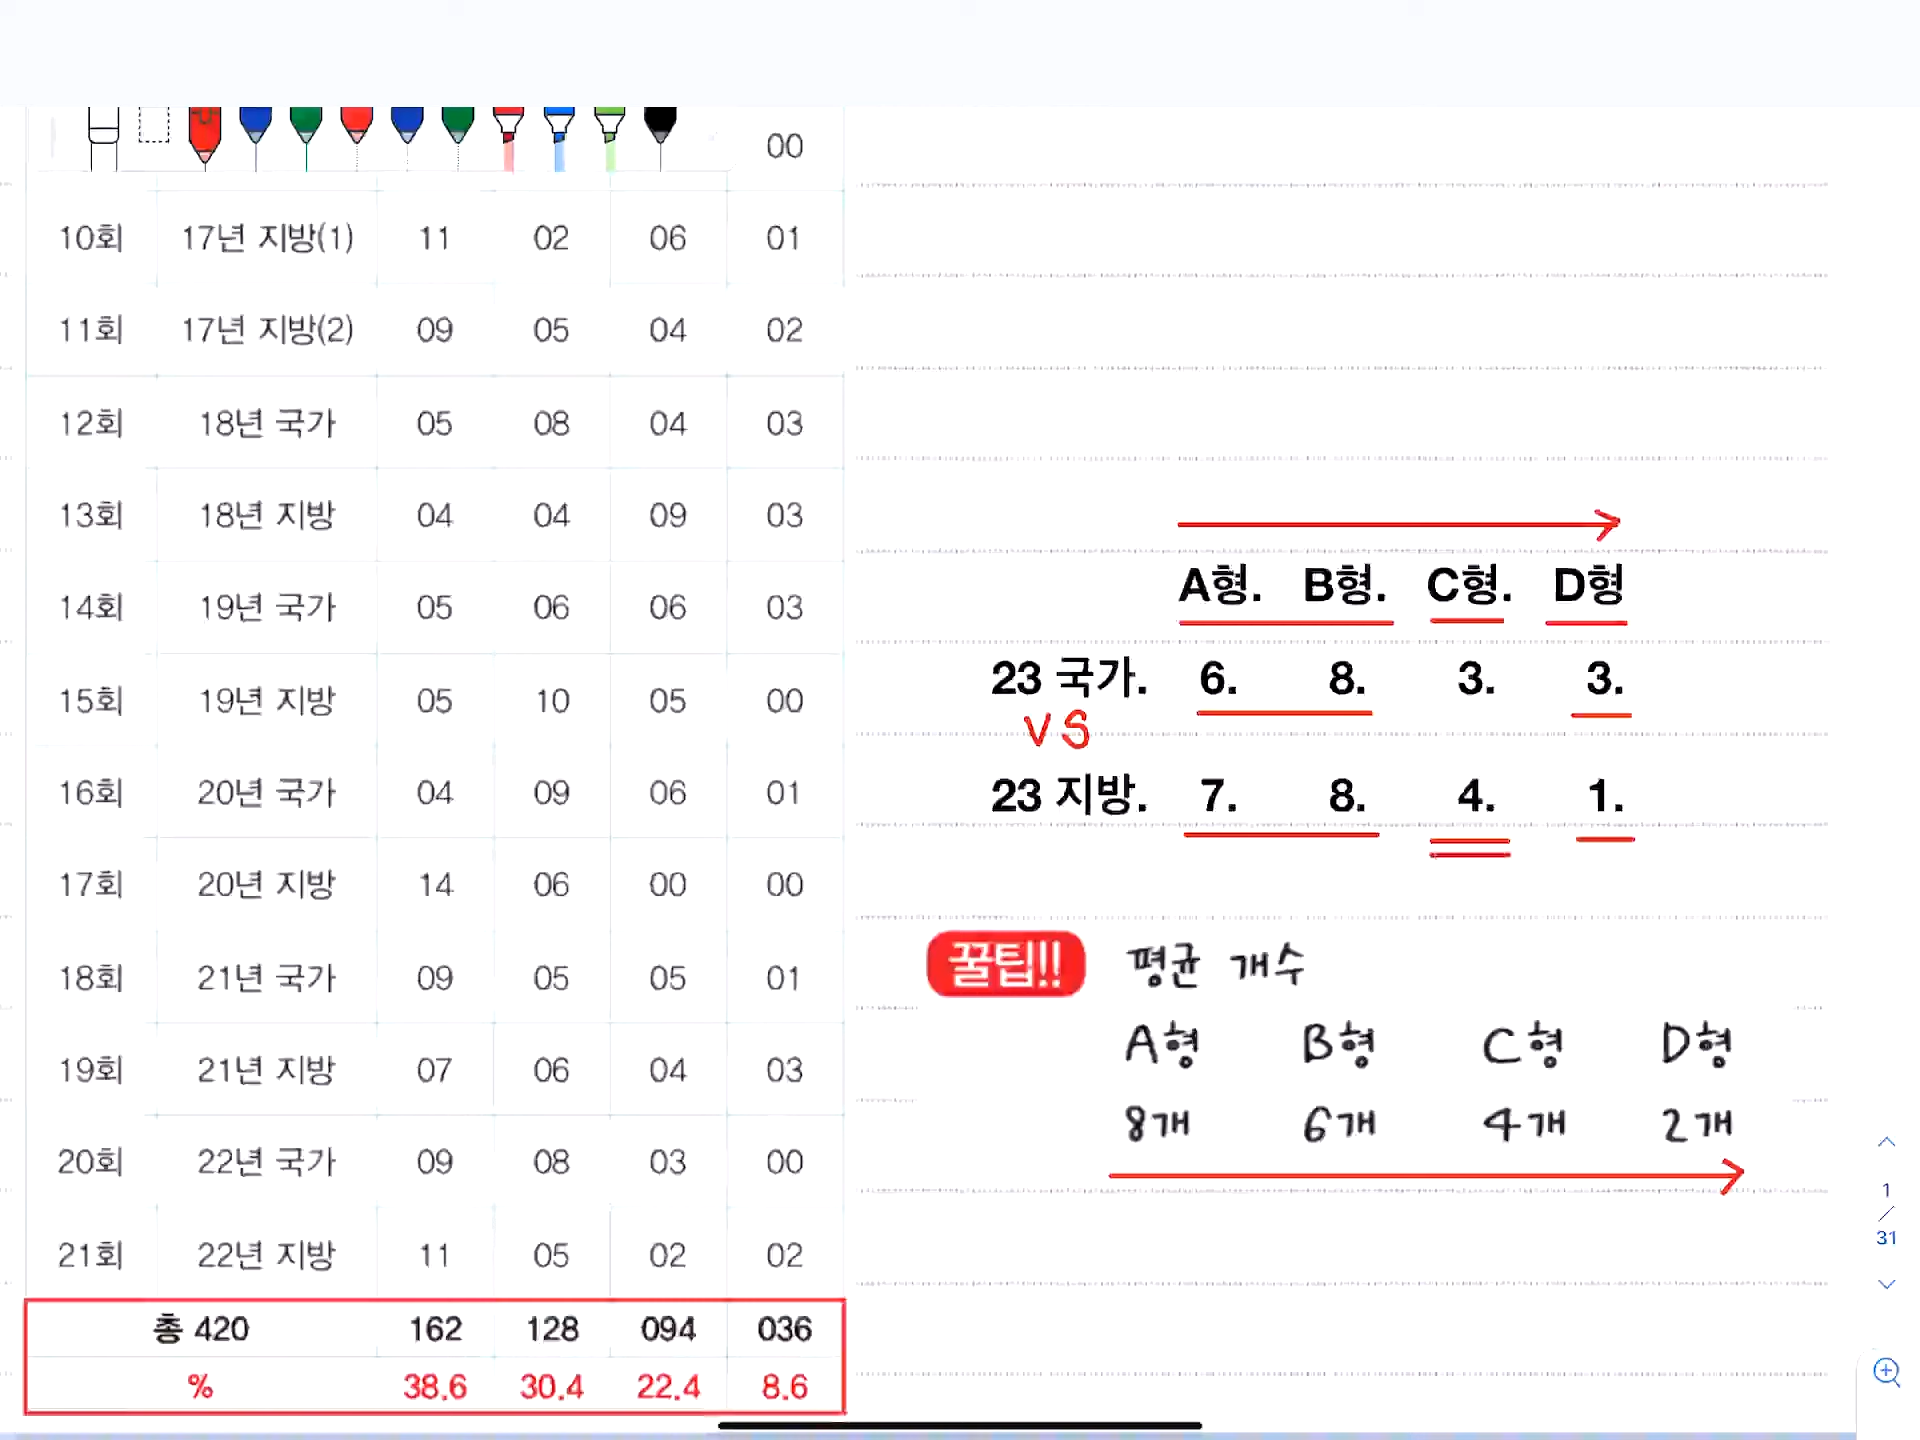 00
10회 17년 지방(1) 11 02 06 01
11회 17년 지방(2) 09 05 04 02
12회 18년 국가 05 08 04 03
13회 18년 지방 04 04 09 03
14회 19년 국가 05 06 06 03
15회 19년 지방 05 10 05 00
16회 20년 국가 04 09 06 01
17회 20년 지방 14 06 00 00
18회 21년 국가 09 05 05 01
19회 21년 지방 07 06 04 03
20회 22년 국가 09 08 03 00
21회 22년 지방 11 05 02 02
총 420 162 128 094 036
% 38.6 30.4 22.4 8.6
A형. B형. C형. D형
23 국가. 6. 8. 3. 3.
VS
23 지방. 7. 8. 4. 1.
꿀팁!! 평균 개수
A형 B형 C형 D형
8개 6개 4개 2개
1
/
31